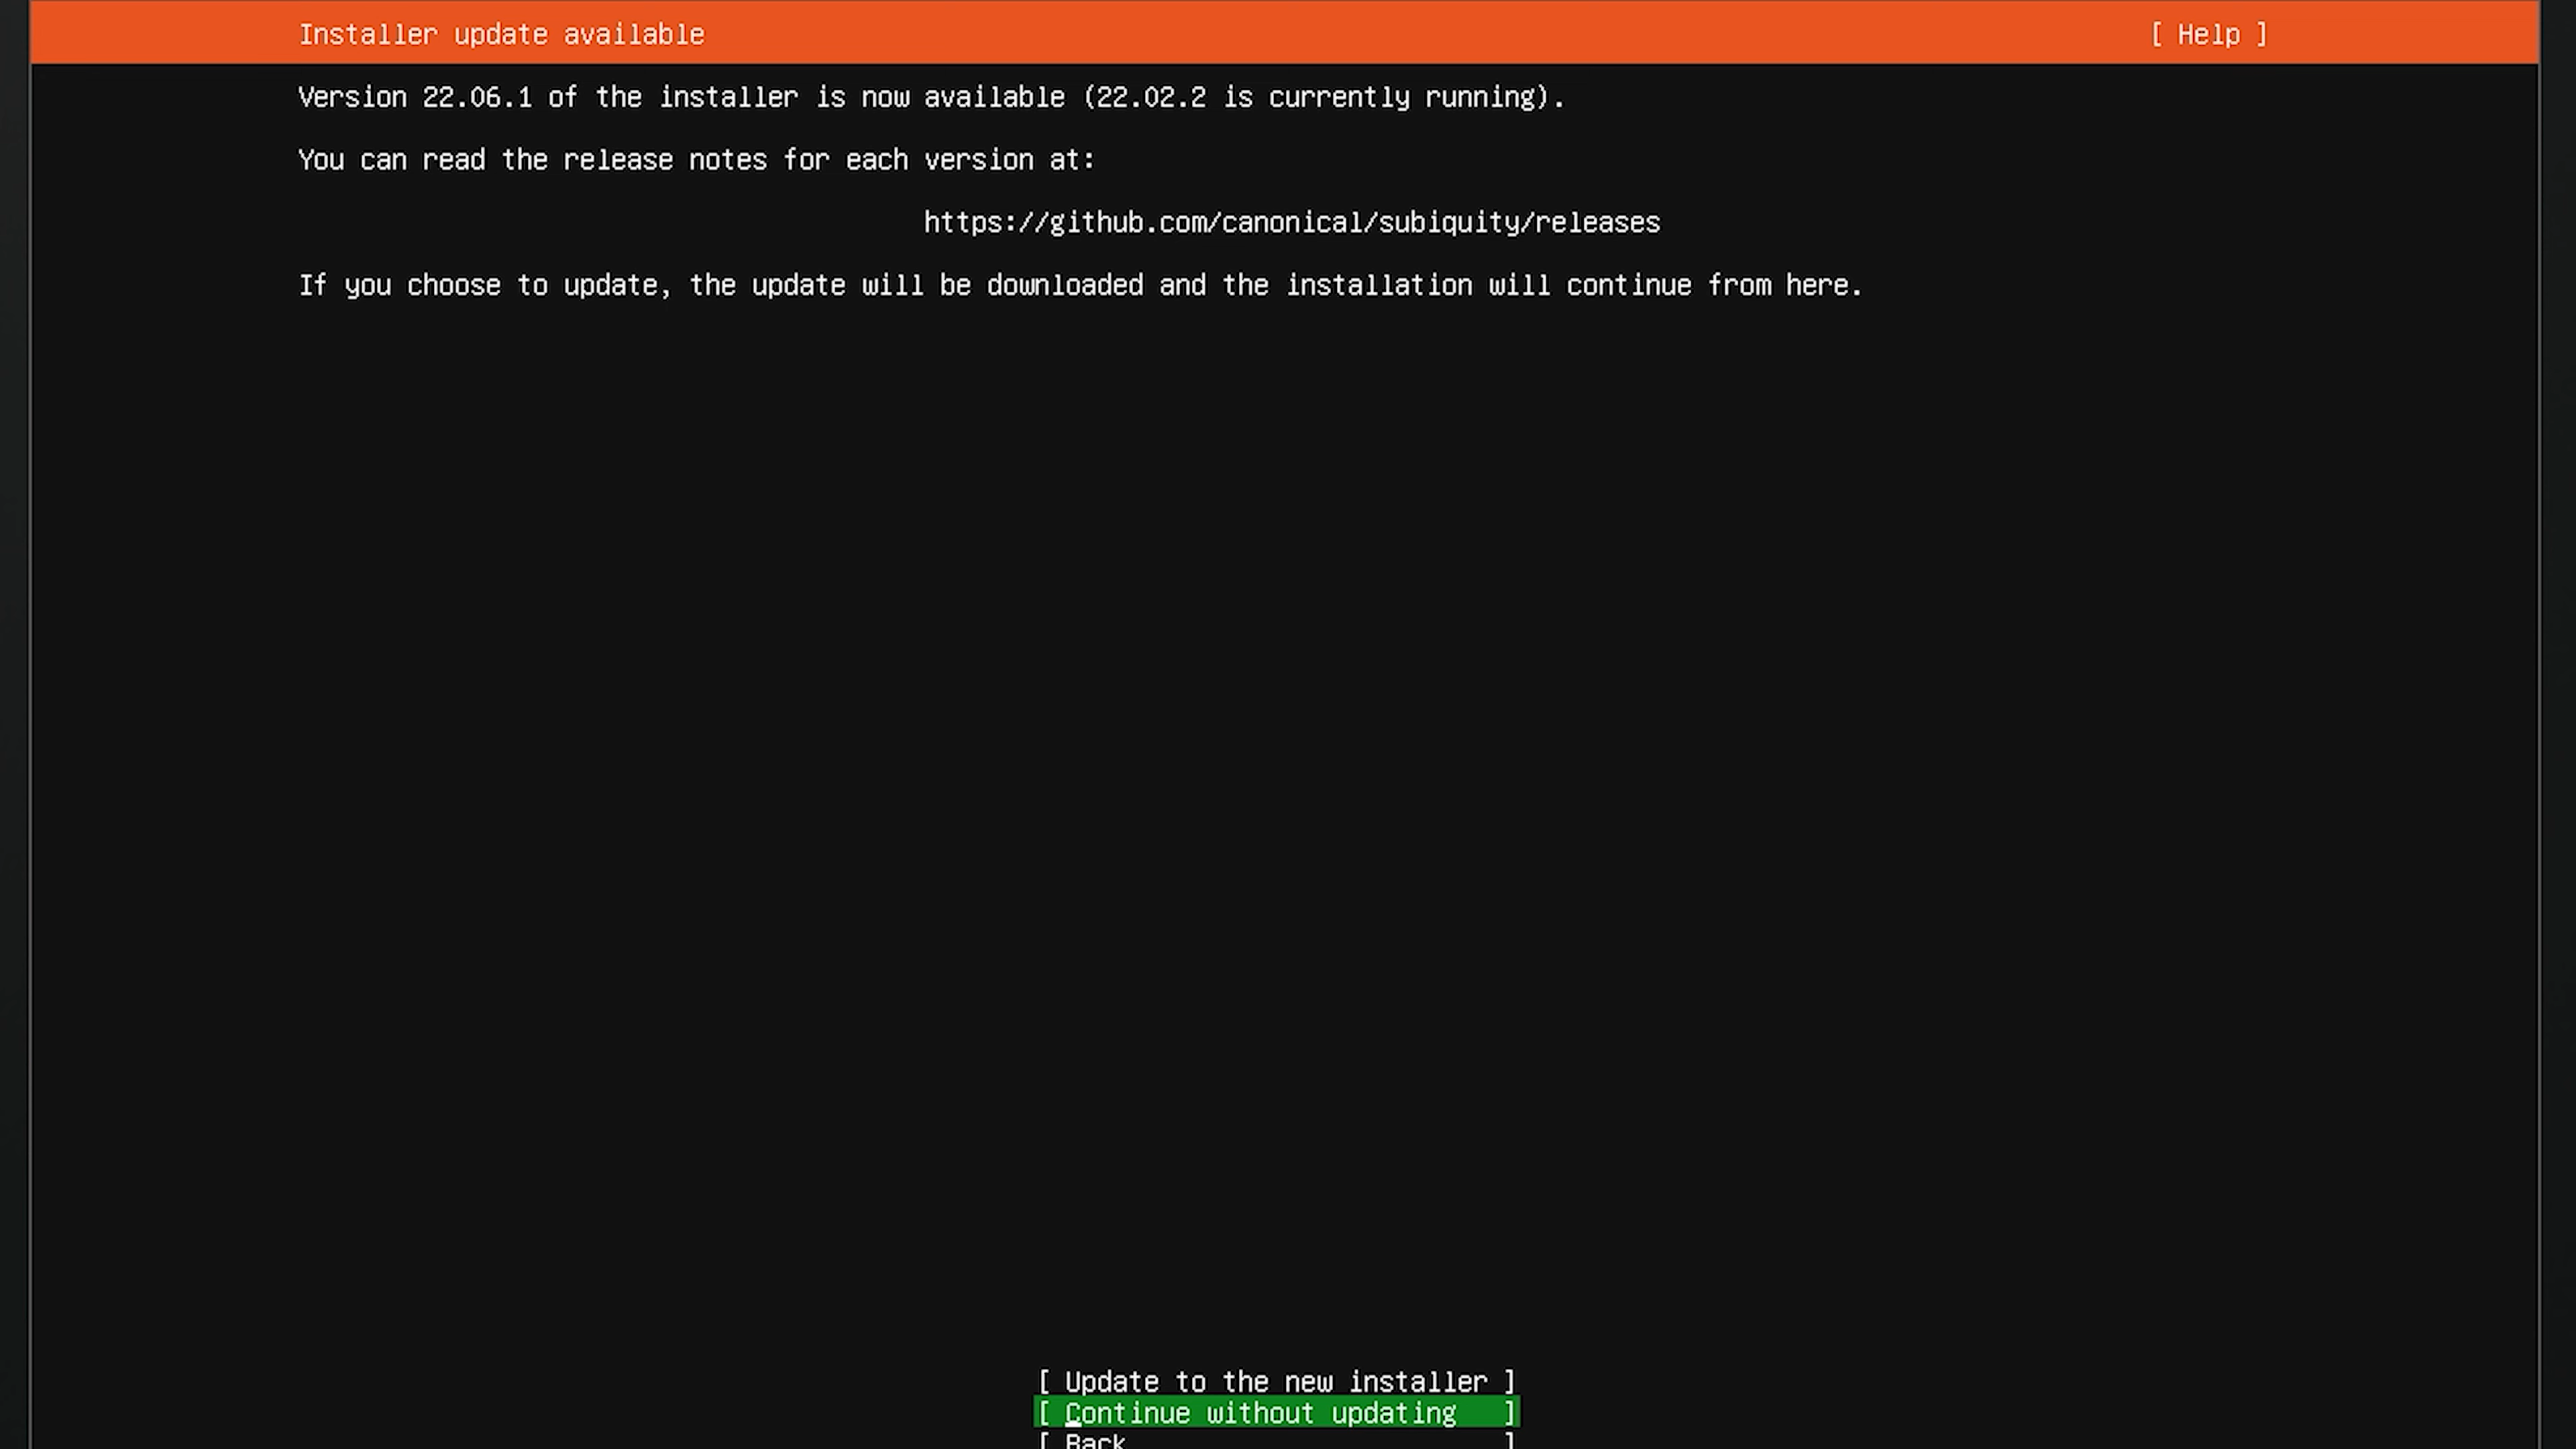 Installer update available [ Help ]
Version 22.06.1 of the installer is now available (22.02.2 is currently running).
You can read the release notes for each version at:
https://github.com/canonical/subiquity/releases
If you choose to update, the update will be downloaded and the installation will continue from here.
[ Update to the new installer ]
[ Continue without updating ]
[ Back ]